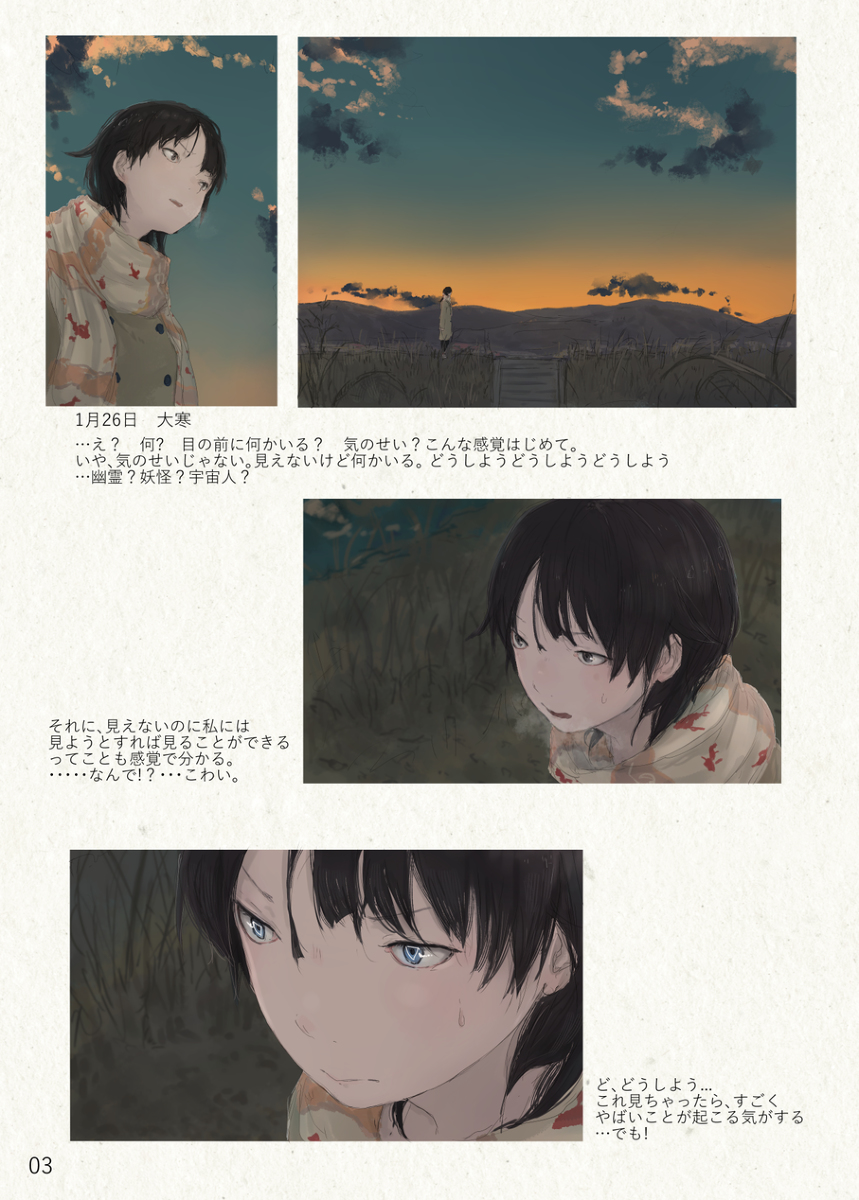 1月26日　大寒
…え？　何?　目の前に何かいる？　気のせい？こんな感覚はじめて。
いや、気のせいじゃない。見えないけど何かいる。どうしようどうしようどうしよう
…幽霊？妖怪？宇宙人？
それに、見えないのに私には
見ようとすれば見ることができる
ってことも感覚で分かる。
・・・・・なんで!？・・・こわい。
ど、どうしよう...
これ見ちゃったら、すごく
やばいことが起こる気がする
…でも!
03